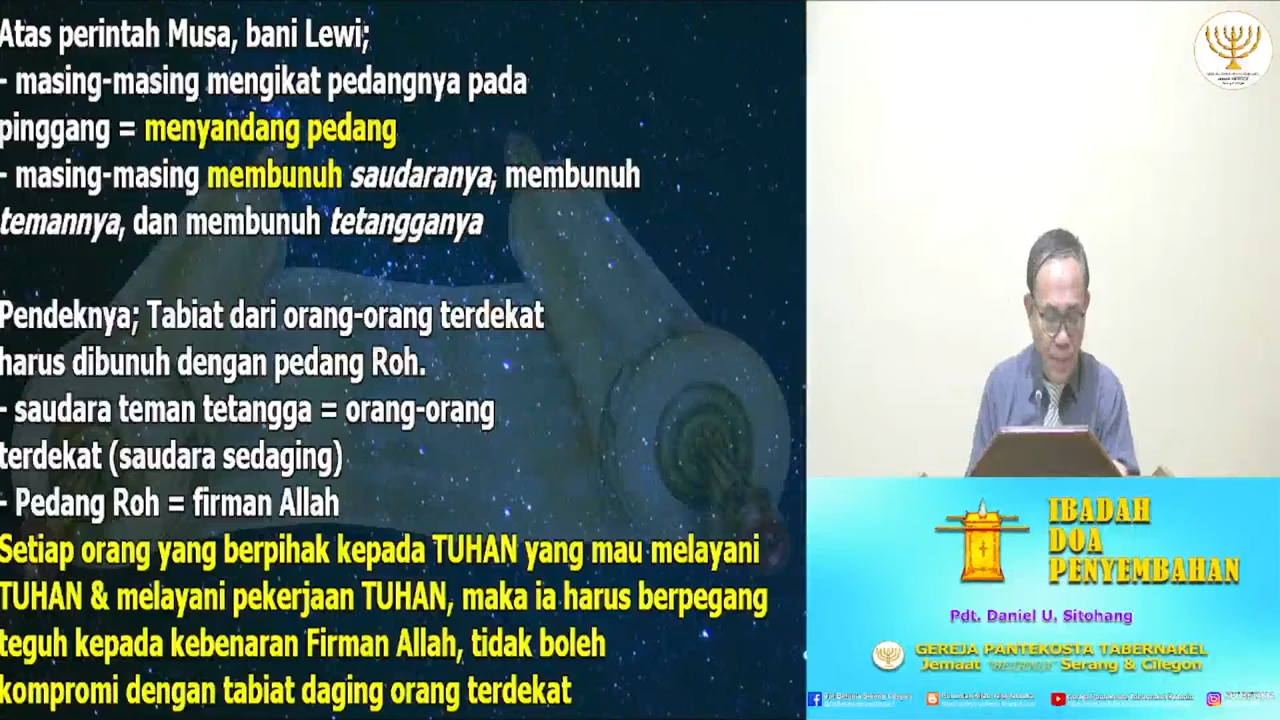 Atas perintah Musa, bani Lewi;
- masing-masing mengikat pedangnya pada
pinggang = menyandang pedang
- masing-masing membunuh saudaranya, membunuh
temannya, dan membunuh tetangganya
Pendeknya; Tabiat dari orang-orang terdekat
harus dibunuh dengan pedang Roh.
- saudara teman tetangga = orang-orang
terdekat (saudara sedaging)
- Pedang Roh = firman Allah
Setiap orang yang berpihak kepada TUHAN yang mau melayani
TUHAN & melayani pekerjaan TUHAN, maka ia harus berpegang
teguh kepada kebenaran Firman Allah, tidak boleh
kompromi dengan tabiat daging orang terdekat
IBADAH
DOA
PENYEMBAHAN
Pdt. Daniel U. Sitohang
GEREJA PANTEKOSTA TABERNAKEL
Jemaat "BETANIA" Serang & Cilegon